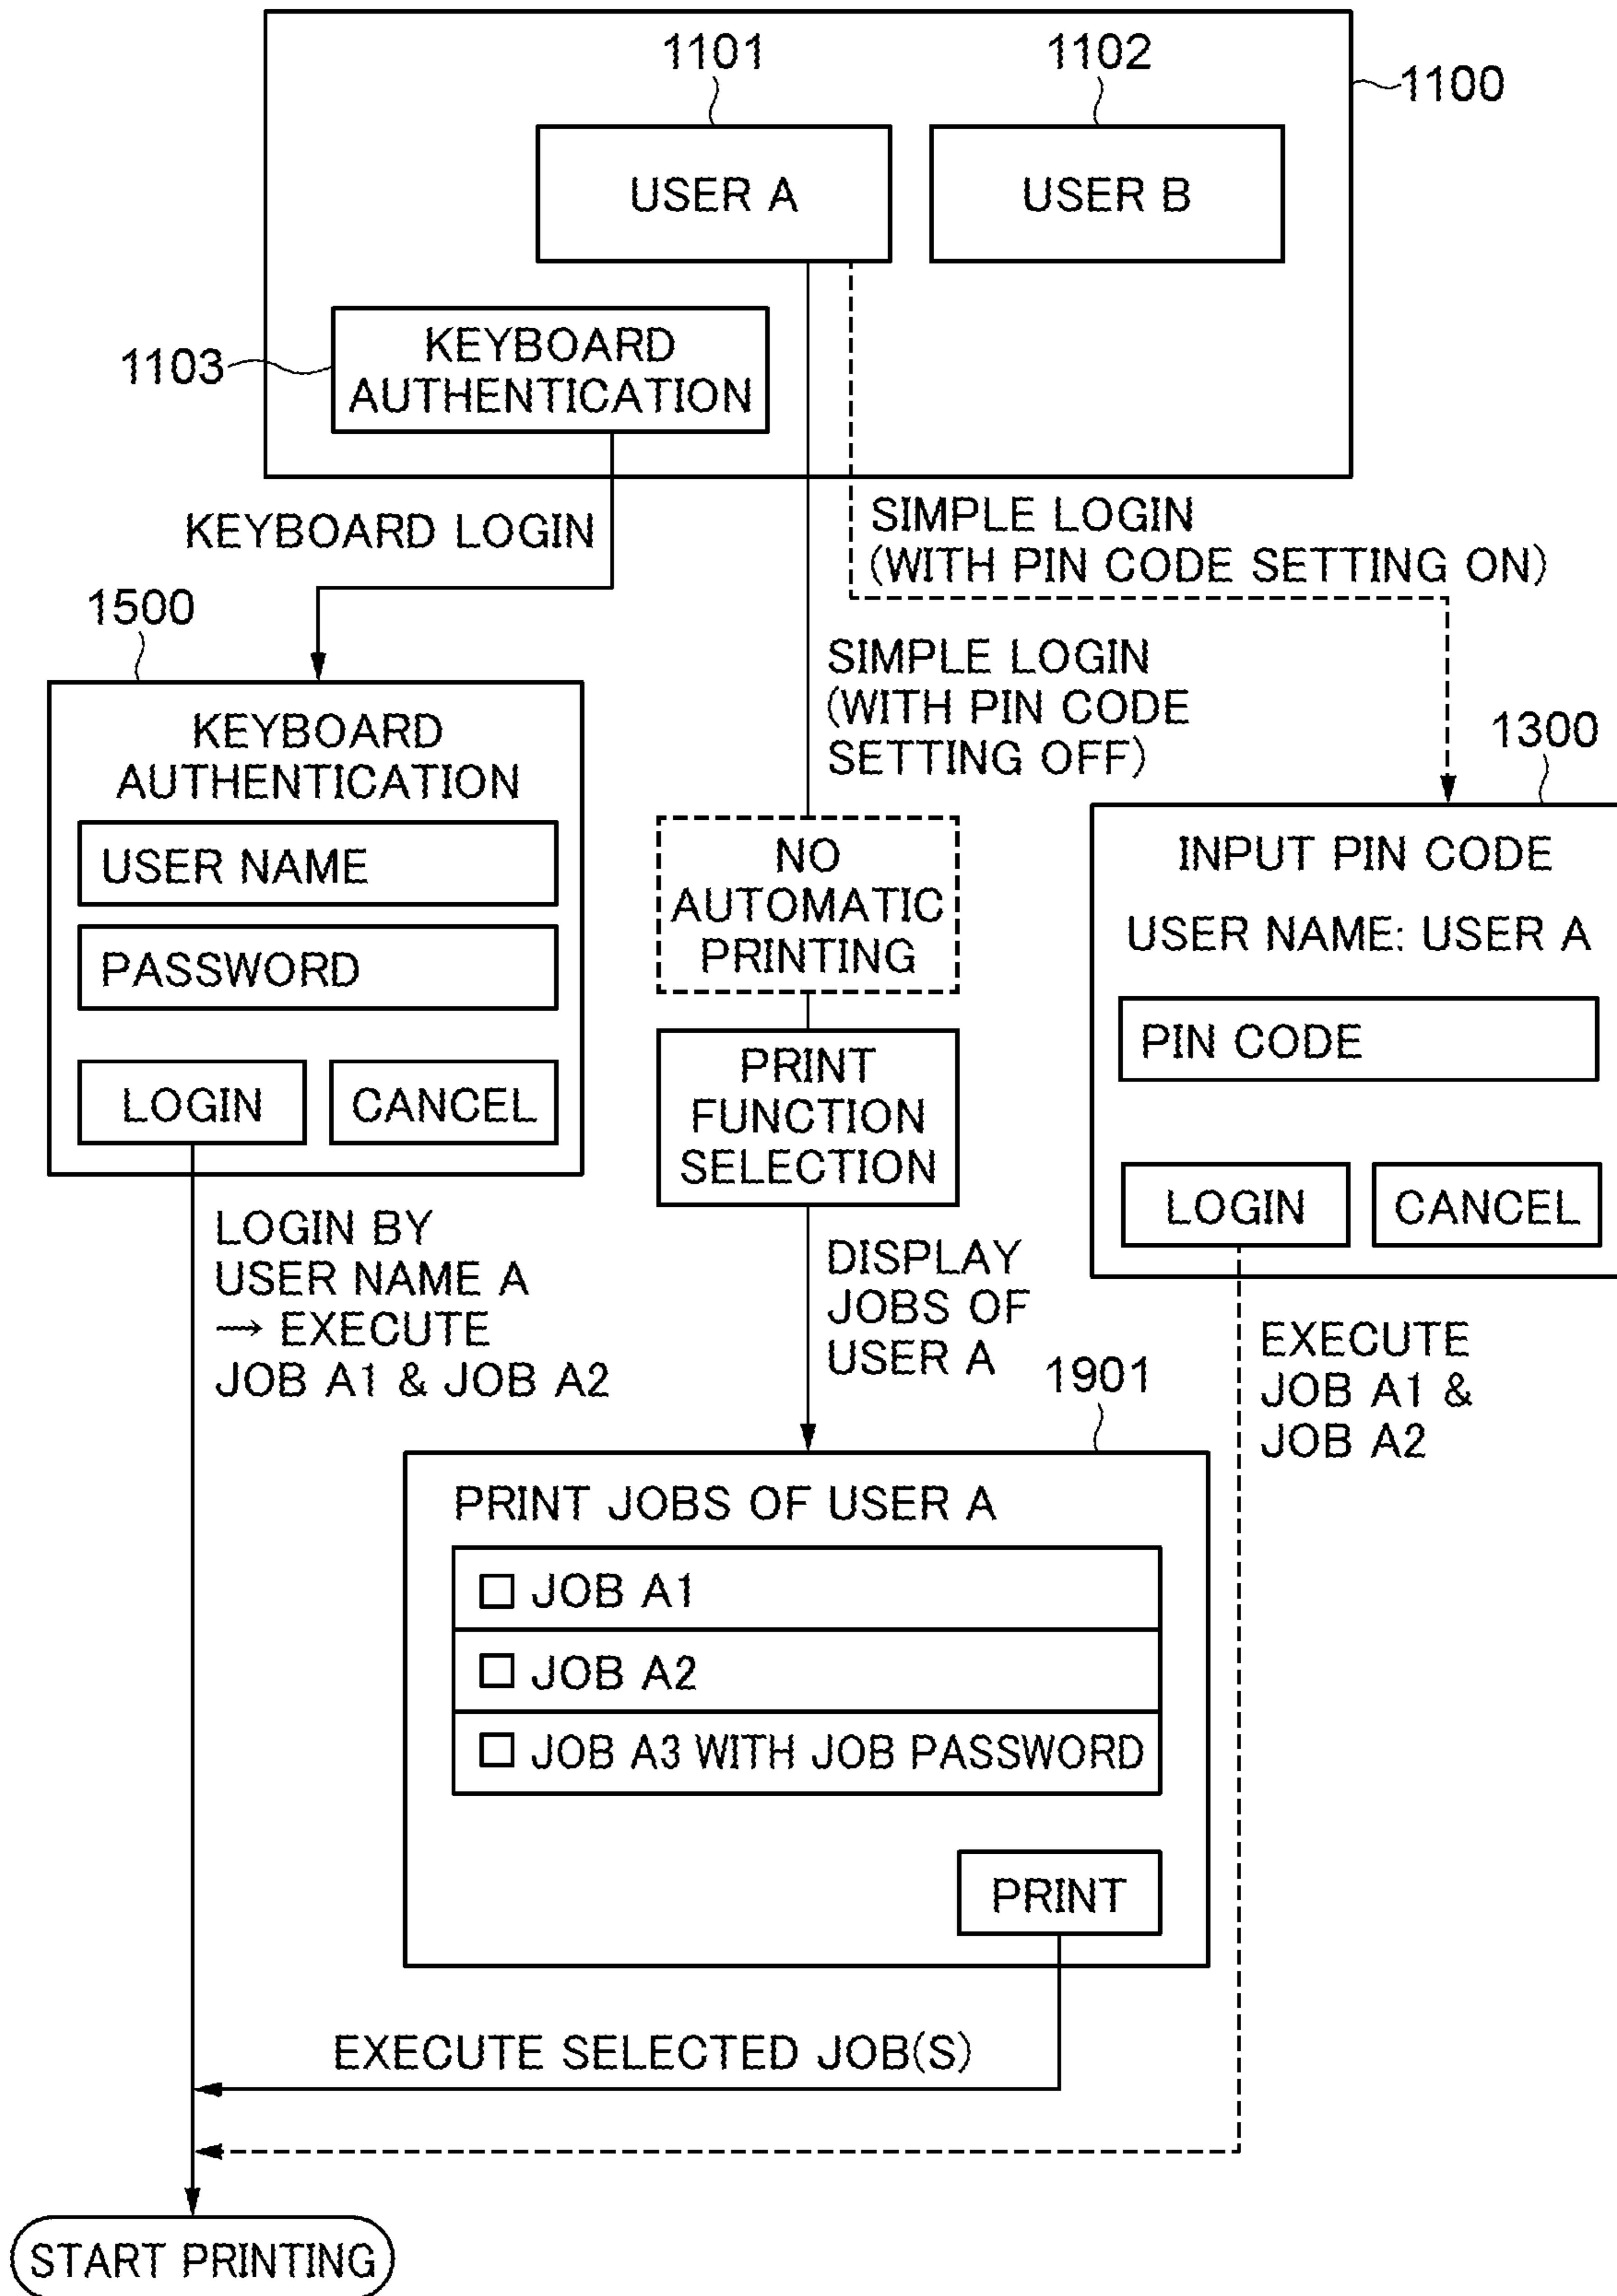 1101
1102
1100
USER A
USER B
1103
KEYBOARD
AUTHENTICATION
KEYBOARD LOGIN
SIMPLE LOGIN
(WITH PIN CODE SETTING ON)
1500
SIMPLE LOGIN
(WITH PIN CODE
SETTING OFF)
1300
KEYBOARD
AUTHENTICATION
USER NAME
PASSWORD
LOGIN
CANCEL
NO
AUTOMATIC
PRINTING
PRINT
FUNCTION
SELECTION
INPUT PIN CODE
USER NAME: USER A
PIN CODE
LOGIN
CANCEL
LOGIN BY
USER NAME A
→ EXECUTE
JOB A1 & JOB A2
DISPLAY
JOBS OF
USER A
EXECUTE
JOB A1 &
JOB A2
1901
PRINT JOBS OF USER A
□ JOB A1
□ JOB A2
□ JOB A3 WITH JOB PASSWORD
PRINT
EXECUTE SELECTED JOB(S)
START PRINTING